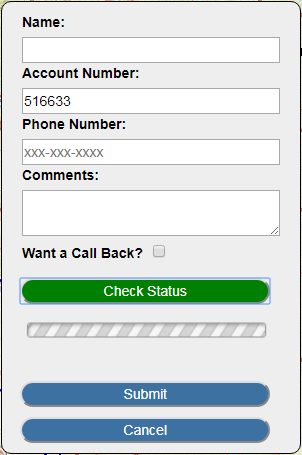 Name:
Account Number:
516633
Phone Number:
xxx-xxx-xxxx
Comments:
Want a Call Back?
Check Status
Submit
Cancel